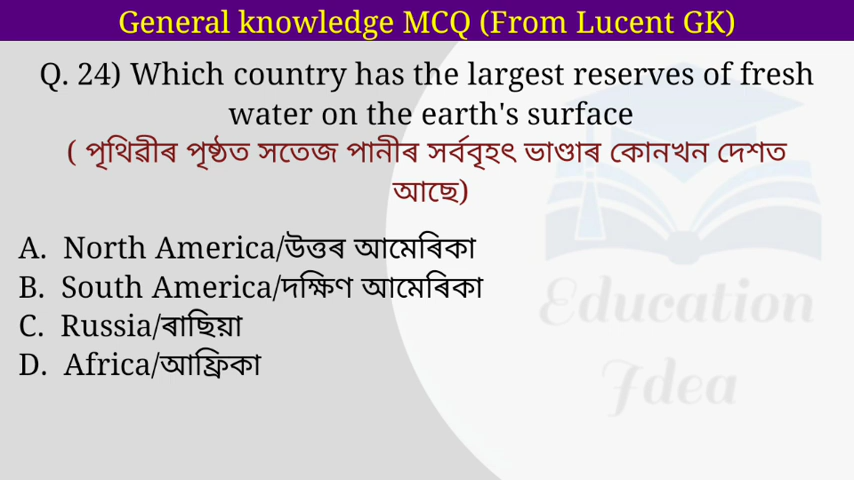 General knowledge MCQ (From Lucent GK)
Q. 24) Which country has the largest reserves of fresh
water on the earth's surface
( পৃথিৱীৰ পৃষ্ঠত সতেজ পানীৰ সৰ্ববৃহৎ ভাণ্ডাৰ কোনখন দেশত
আছে)
A. North America/উত্তৰ আমেৰিকা
B. South America/দক্ষিণ আমেৰিকা
C. Russia/ৰাছিয়া
D. Africa/আফ্ৰিকা
Education
Idea